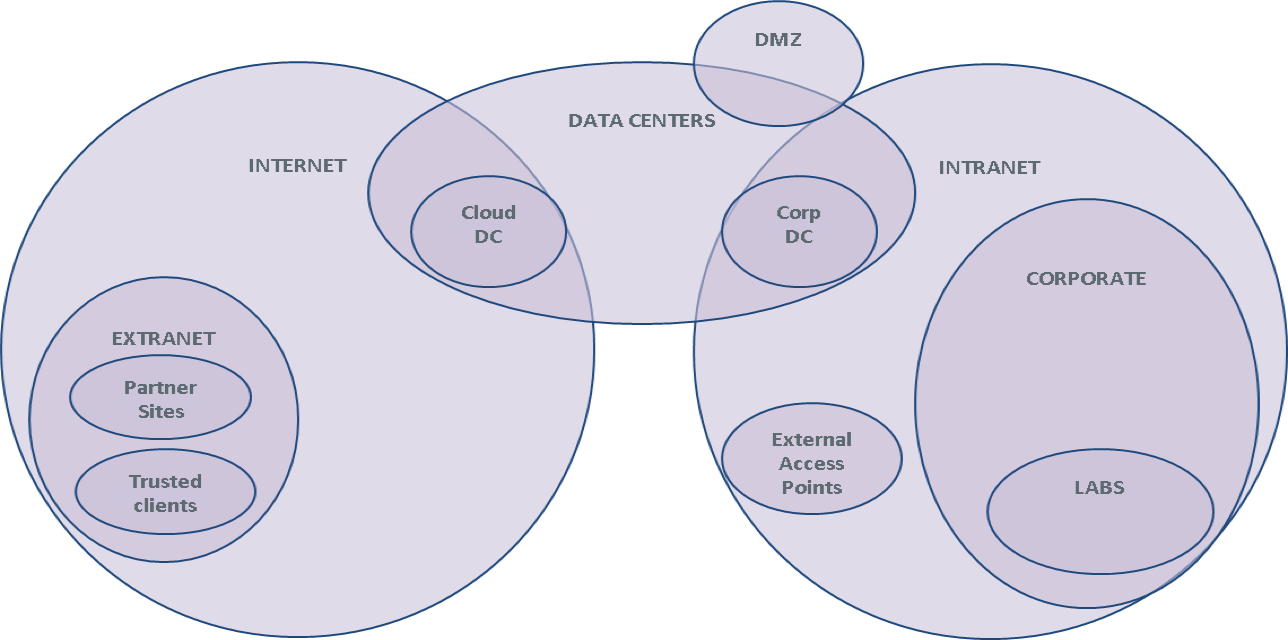 DMZ
DATA CENTERS
INTERNET
INTRANET
Cloud
DC
Corp
DC
CORPORATE
EXTRANET
Partner
Sites
Trusted
clients
External
Access
Points
LABS